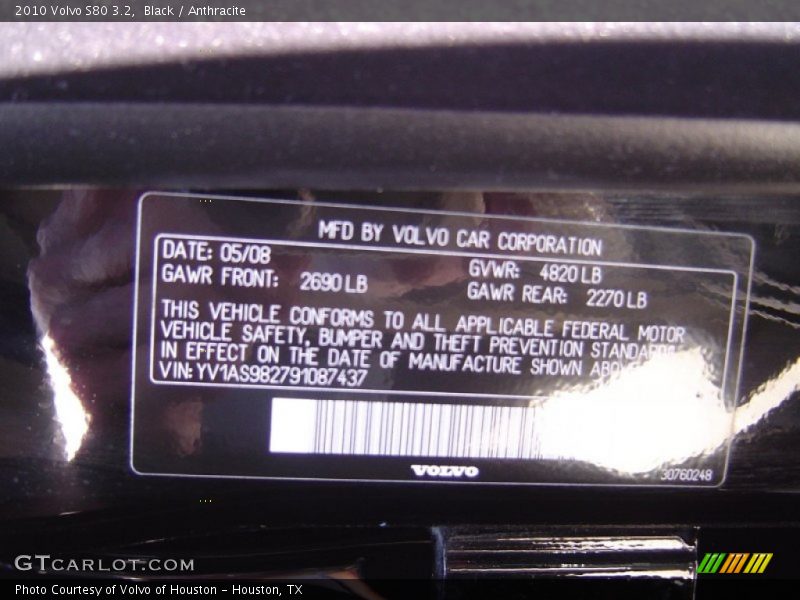 2010 Volvo S80 3.2, Black / Anthracite
MFD BY VOLVO CAR CORPORATION
DATE: 05/08 GVWR: 4820 LB
GAWR FRONT: 2690 LB GAWR REAR: 2270 LB
THIS VEHICLE CONFORMS TO ALL APPLICABLE FEDERAL MOTOR
VEHICLE SAFETY, BUMPER AND THEFT PREVENTION STANDARDS
IN EFFECT ON THE DATE OF MANUFACTURE SHOWN ABOVE
VIN: YV1AS982791087437
VOLVO
30760248
GTCARLOT.COM
Photo Courtesy of Volvo of Houston - Houston, TX